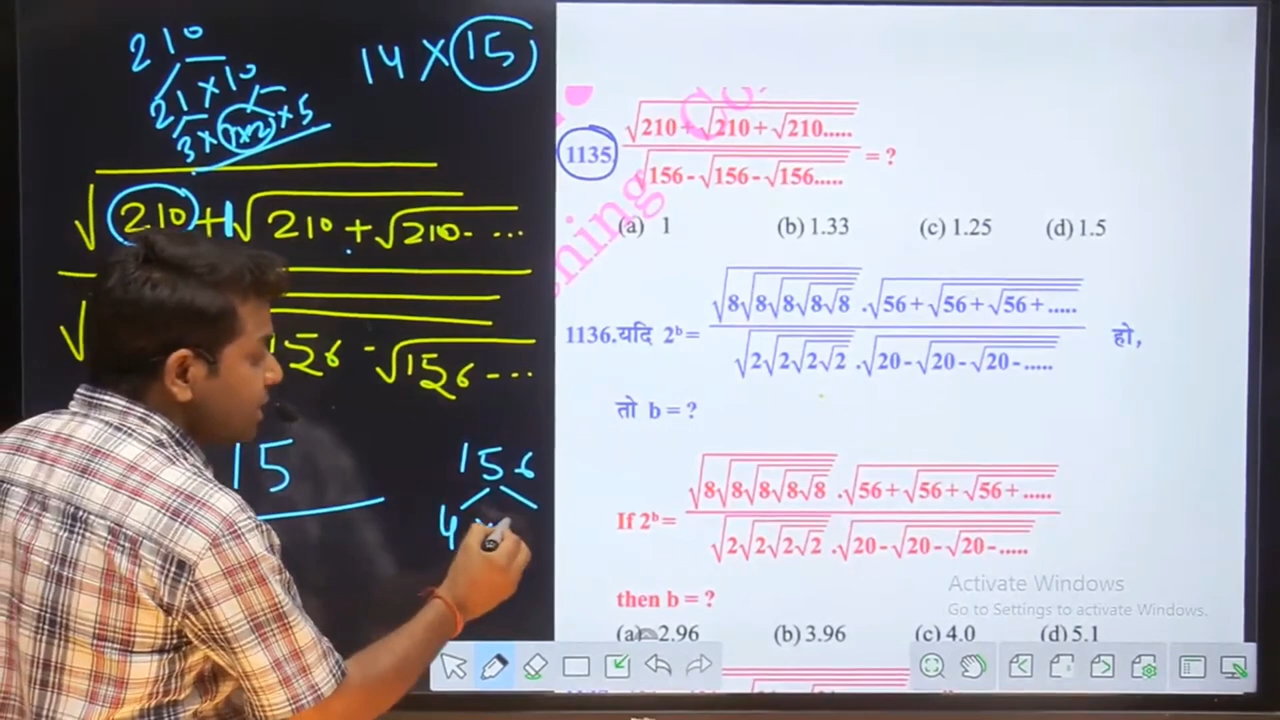 210
21 × 10
3 × 7 × 2 × 5
14 × 15
√210 + √210 + √210 - ...
156 - √156 - ...
15
156
4 ×
1135. √210 + √210 + √210..... / √156 - √156 - √156..... = ?
(a) 1 (b) 1.33 (c) 1.25 (d) 1.5
1136. यदि 2ᵇ = √8√8√8√8√8 . √56 + √56 + √56 + ..... / √2√2√2√2 . √20 - √20 - √20 - ..... हो,
तो b = ?
If 2ᵇ = √8√8√8√8√8 . √56 + √56 + √56 + ..... / √2√2√2√2 . √20 - √20 - √20 - .....
then b = ?
(a) 2.96 (b) 3.96 (c) 4.0 (d) 5.1
Activate Windows
Go to Settings to activate Windows.